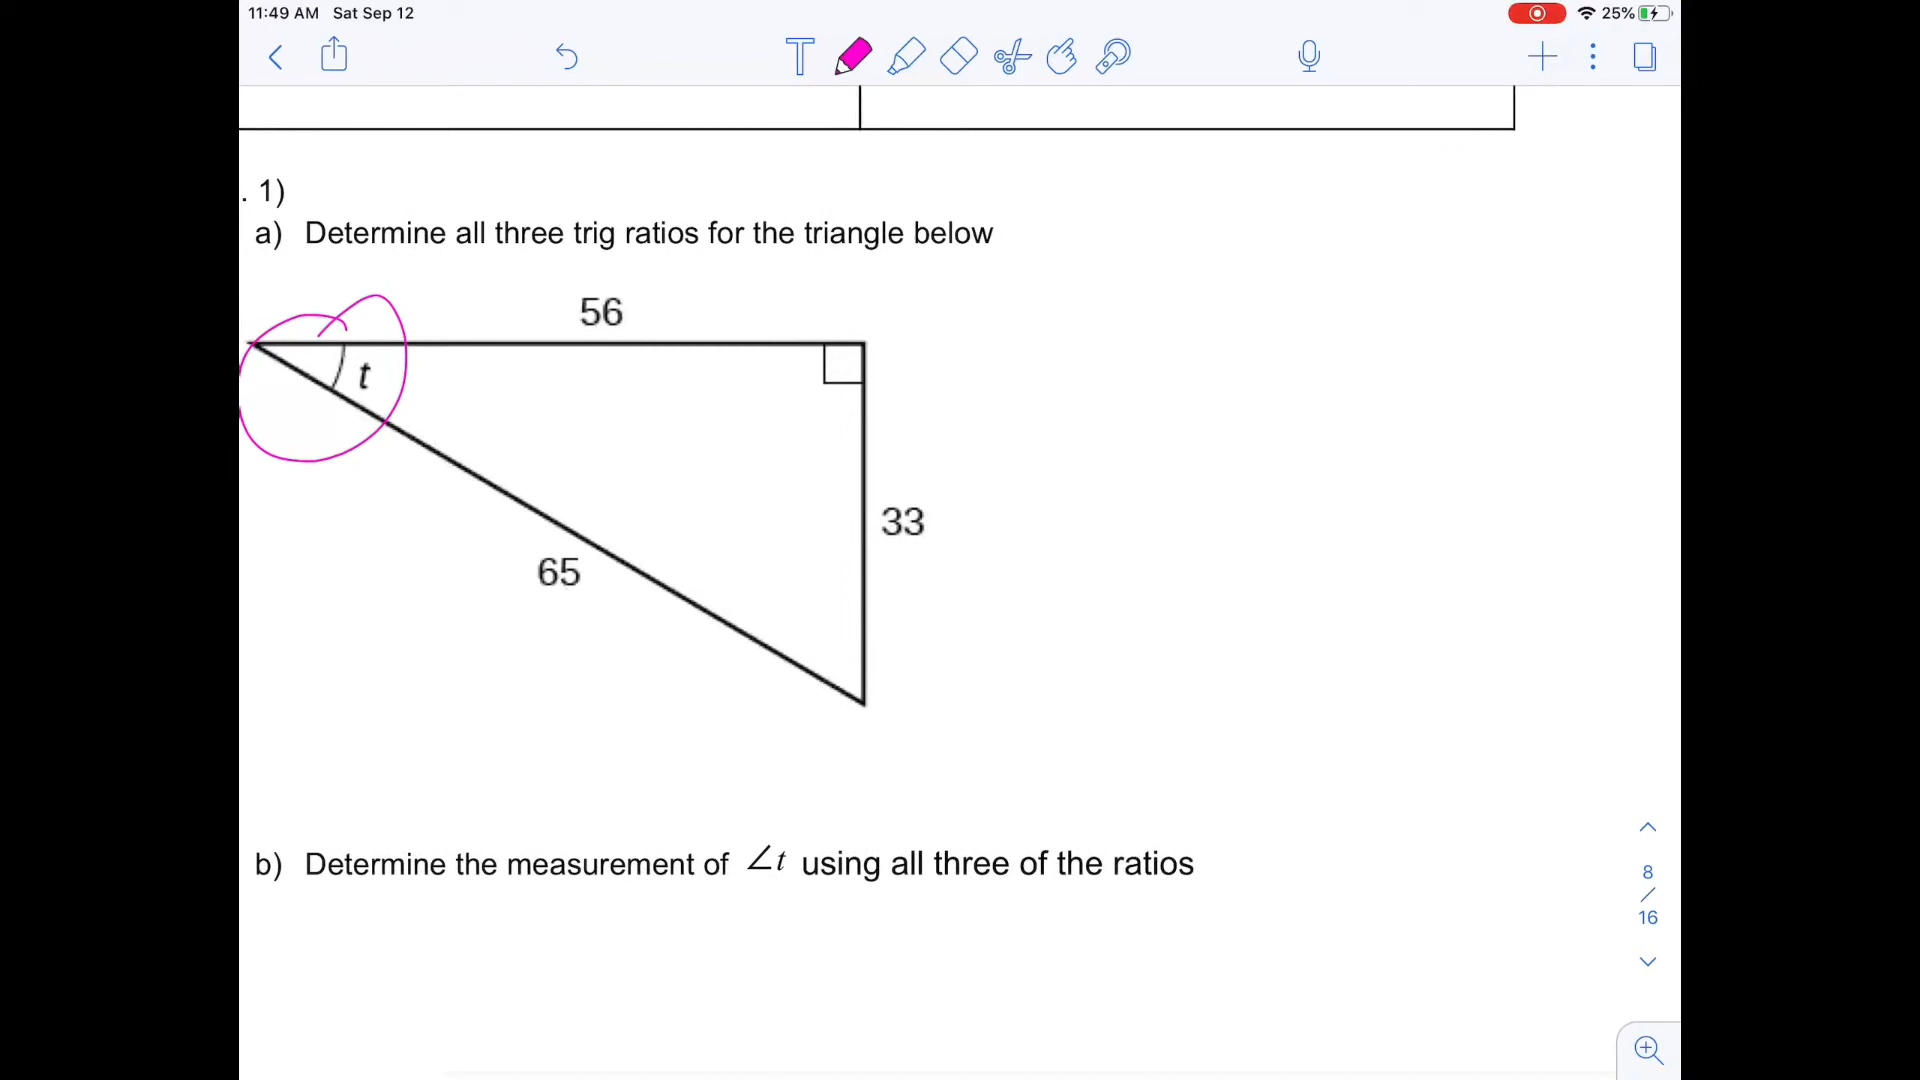 11:49 AM Sat Sep 12
25%
T
. 1)
a) Determine all three trig ratios for the triangle below
56
t
33
65
b) Determine the measurement of ∠t using all three of the ratios
8
/
16